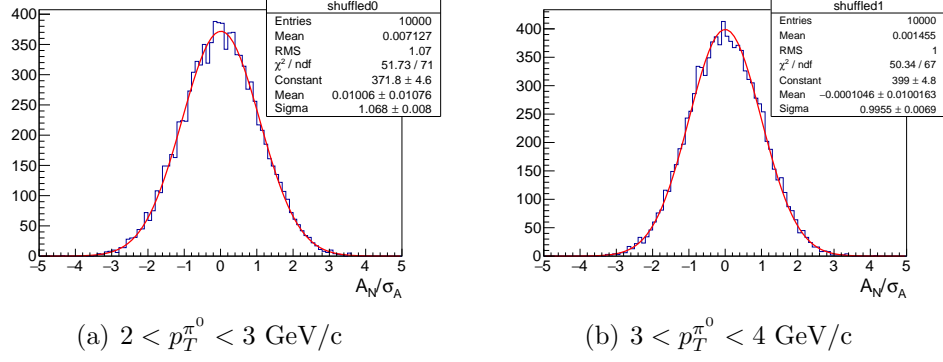 shuffled0
Entries 10000
Mean 0.007127
RMS 1.07
χ² / ndf 51.73 / 71
Constant 371.8 ± 4.6
Mean 0.01006 ± 0.01076
Sigma 1.068 ± 0.008
400
350
300
250
200
150
100
50
0
−5 −4 −3 −2 −1 0 1 2 3 4 5
A_N/σ_A
(a) 2 < p_T^{π^0} < 3 GeV/c
shuffled1
Entries 10000
Mean 0.001455
RMS 1
χ² / ndf 50.34 / 67
Constant 399 ± 4.8
Mean −0.0001046 ± 0.0100163
Sigma 0.9955 ± 0.0069
400
350
300
250
200
150
100
50
0
−5 −4 −3 −2 −1 0 1 2 3 4 5
A_N/σ_A
(b) 3 < p_T^{π^0} < 4 GeV/c